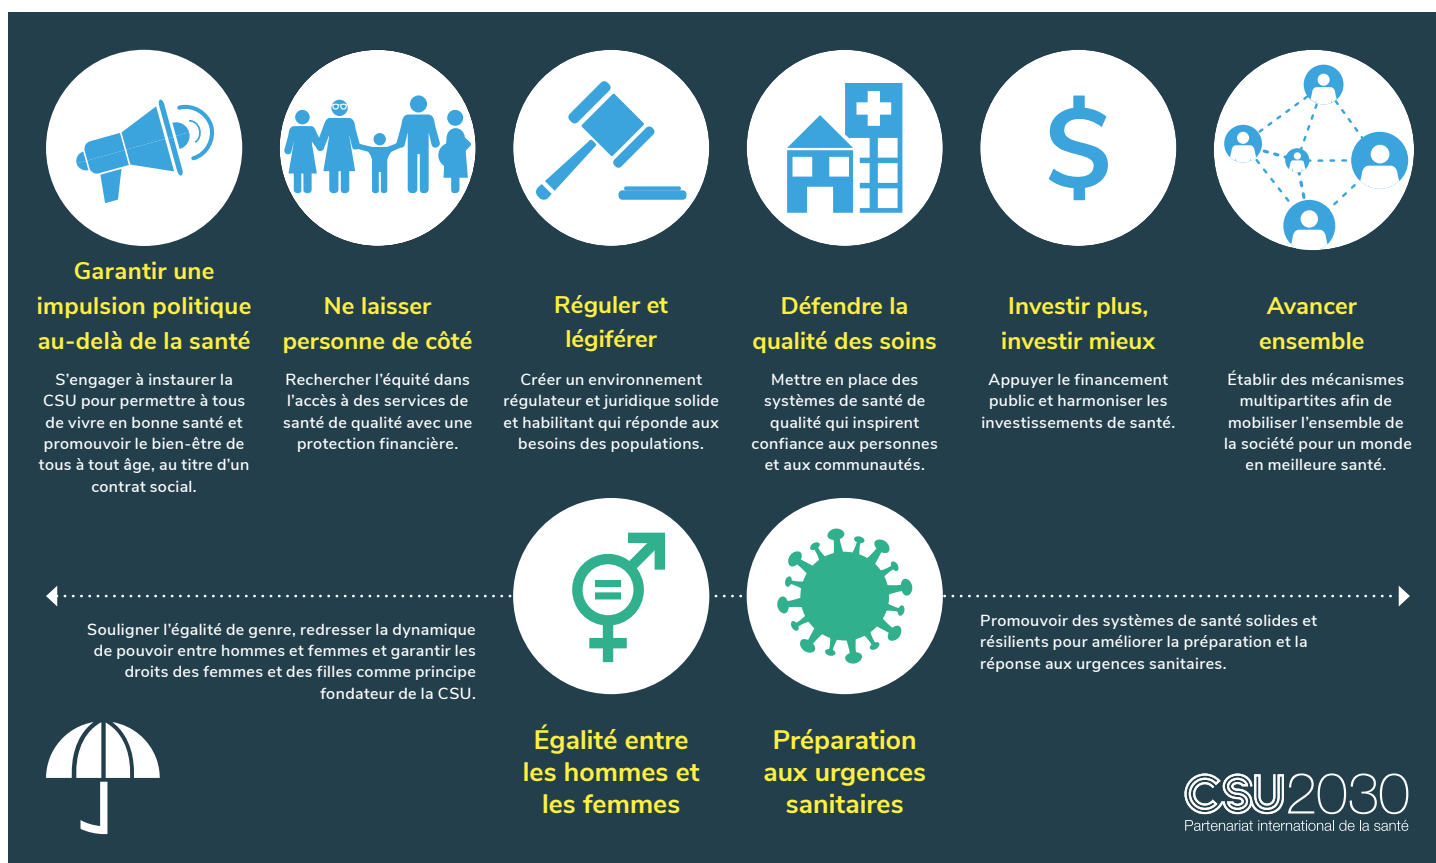 Garantir une
impulsion politique
au-delà de la santé
S’engager à instaurer la
CSU pour permettre à tous
de vivre en bonne santé et
promouvoir le bien-être de
tous à tout âge, au titre d’un
contrat social.
Ne laisser
personne de côté
Rechercher l’équité dans
l’accès à des services de
santé de qualité avec une
protection financière.
Réguler et
légiférer
Créer un environnement
régulateur et juridique solide
et habilitant qui réponde aux
besoins des populations.
Défendre la
qualité des soins
Mettre en place des
systèmes de santé de
qualité qui inspirent
confiance aux personnes
et aux communautés.
$
Investir plus,
investir mieux
Appuyer le financement
public et harmoniser les
investissements de santé.
Avancer
ensemble
Établir des mécanismes
multipartites afin de
mobiliser l’ensemble de
la société pour un monde
en meilleure santé.
Souligner l’égalité de genre, redresser la dynamique
de pouvoir entre hommes et femmes et garantir les
droits des femmes et des filles comme principe
fondateur de la CSU.
Égalité entre
les hommes et
les femmes
Préparation
aux urgences
sanitaires
Promouvoir des systèmes de santé solides et
résilients pour améliorer la préparation et la
réponse aux urgences sanitaires.
CSU2030
Partenariat international de la santé